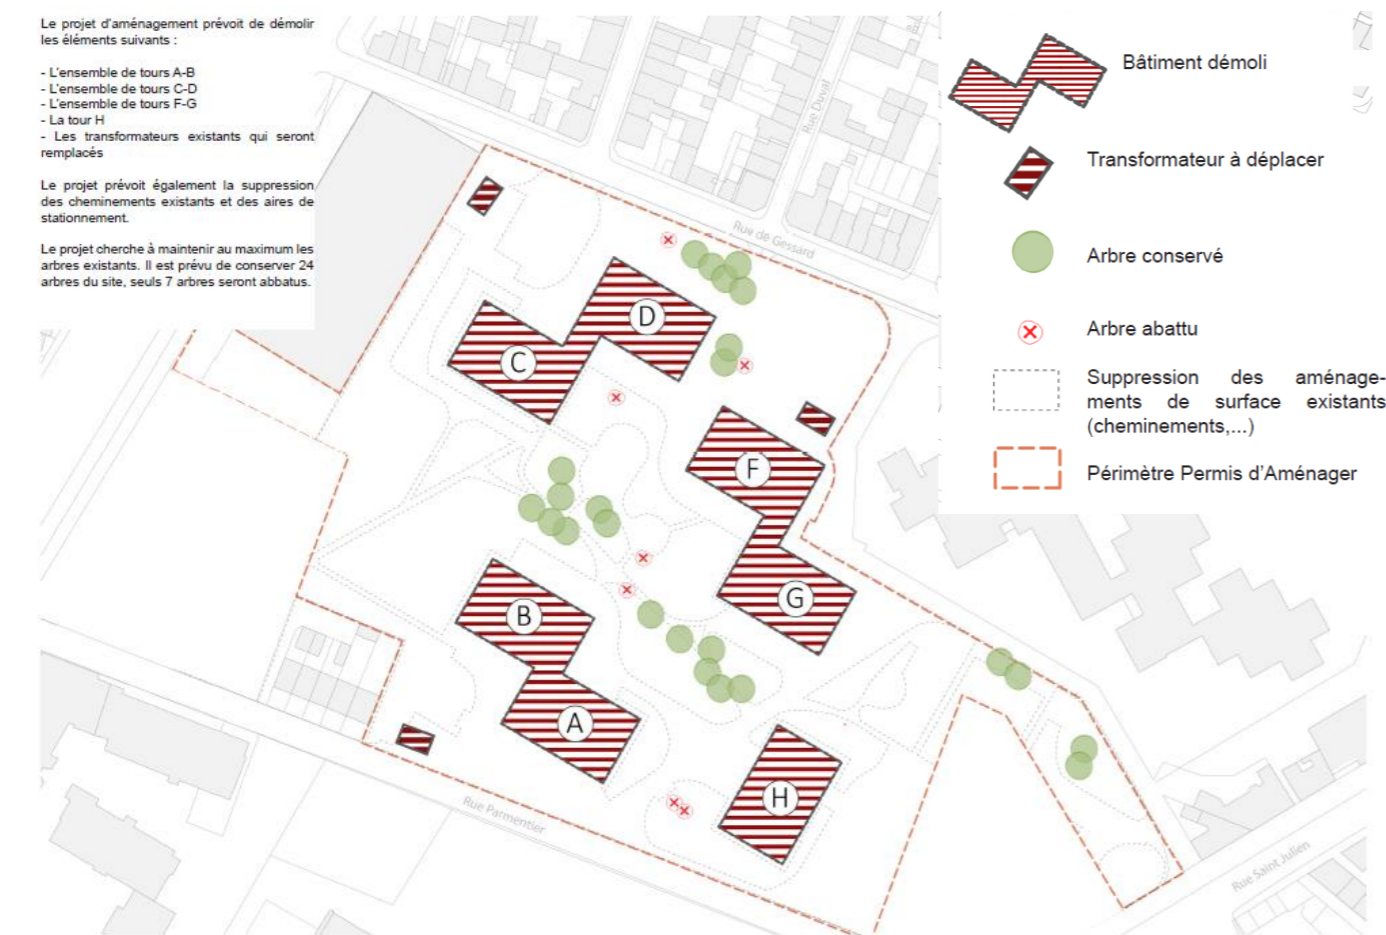 Le projet d'aménagement prévoit de démolir
les éléments suivants :
- L'ensemble de tours A-B
- L'ensemble de tours C-D
- L'ensemble de tours F-G
- La tour H
- Les transformateurs existants qui seront
remplacés
Le projet prévoit également la suppression
des cheminements existants et des aires de
stationnement.
Le projet cherche à maintenir au maximum les
arbres existants. Il est prévu de conserver 24
arbres du site, seuls 7 arbres seront abbatus.
Bâtiment démoli
Transformateur à déplacer
Arbre conservé
Arbre abattu
Suppression des aménage-
ments de surface existants
(cheminements,...)
Périmètre Permis d'Aménager
Rue Duval
Rue de Gessard
D
C
F
G
B
A
H
Rue Parmentier
Rue Saint Julien